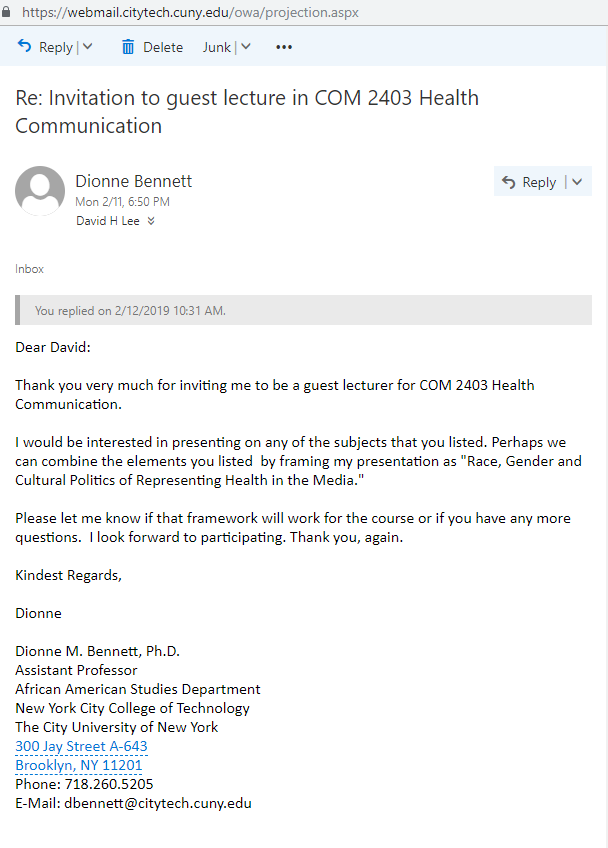 https://webmail.citytech.cuny.edu/owa/projection.aspx
Reply Delete Junk
Re: Invitation to guest lecture in COM 2403 Health
Communication
Dionne Bennett
Mon 2/11, 6:50 PM
David H Lee
Reply
Inbox
You replied on 2/12/2019 10:31 AM.
Dear David:
Thank you very much for inviting me to be a guest lecturer for COM 2403 Health
Communication.
I would be interested in presenting on any of the subjects that you listed. Perhaps we
can combine the elements you listed  by framing my presentation as "Race, Gender and
Cultural Politics of Representing Health in the Media."
Please let me know if that framework will work for the course or if you have any more
questions.  I look forward to participating. Thank you, again.
Kindest Regards,
Dionne
Dionne M. Bennett, Ph.D.
Assistant Professor
African American Studies Department
New York City College of Technology
The City University of New York
300 Jay Street A-643
Brooklyn, NY 11201
Phone: 718.260.5205
E-Mail: dbennett@citytech.cuny.edu